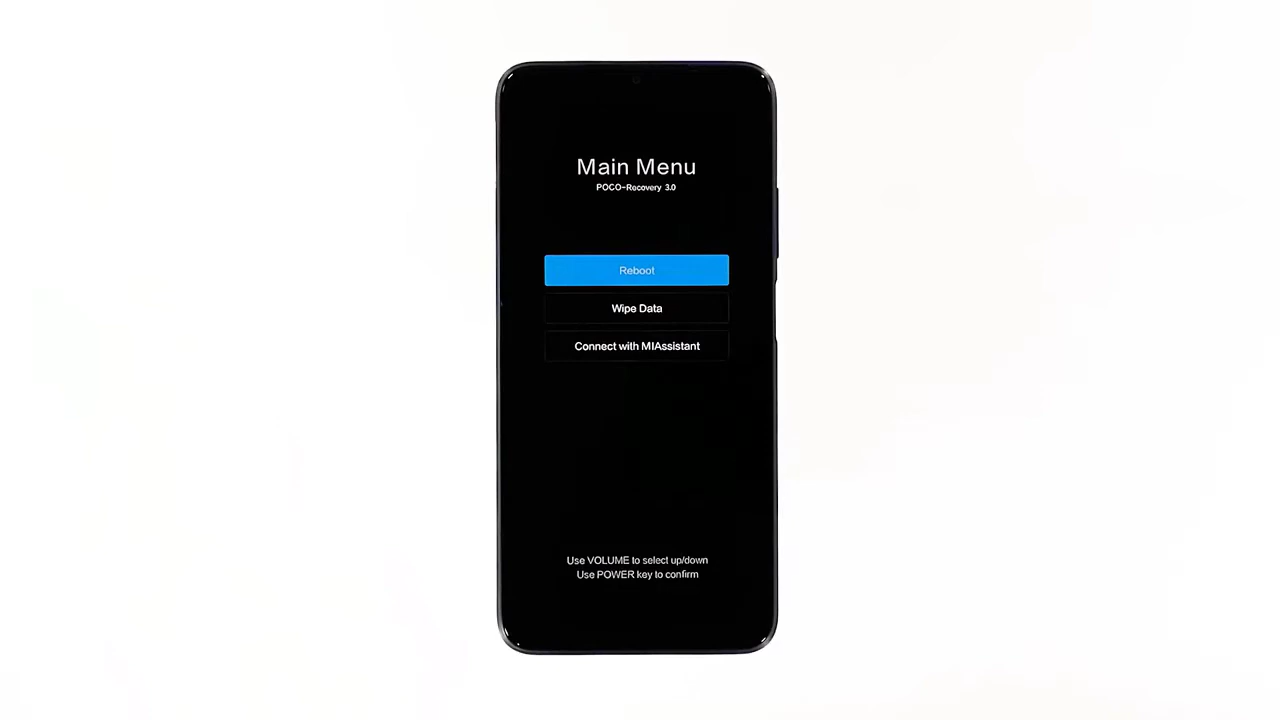 Main Menu
POCO-Recovery 3.0
Reboot
Wipe Data
Connect with MIAssistant
Use VOLUME to select up/down
Use POWER key to confirm